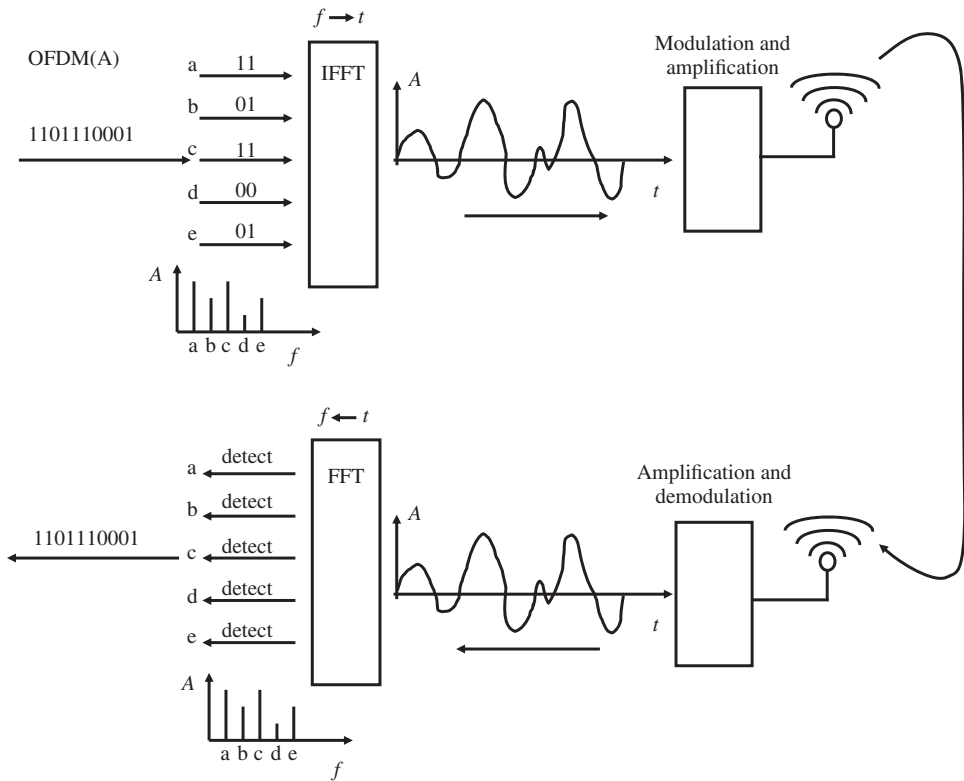 f → t
OFDM(A)
a 11
IFFT
b 01
1101110001
c 11
d 00
e 01
A
t
Modulation and
amplification
A
a b c d e
f
f ← t
a detect
FFT
b detect
1101110001
c detect
d detect
e detect
A
t
Amplification and
demodulation
A
a b c d e
f